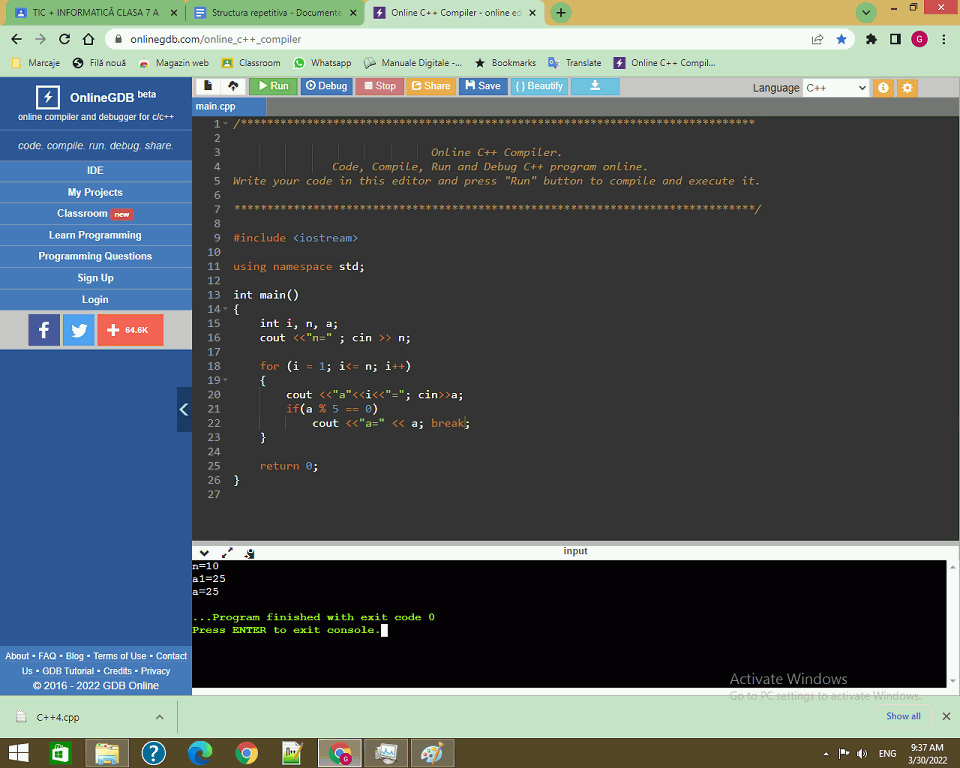 TIC + INFORMATICĂ CLASA 7 A
Structura repetitiva - Documente
Online C++ Compiler - online ed
onlinegdb.com/online_c++_compiler
G
Marcaje
Filă nouă
Magazin web
Classroom
Whatsapp
Manuale Digitale -...
Bookmarks
Translate
Online C++ Compil...
OnlineGDB beta
online compiler and debugger for c/c++
code. compile. run. debug. share.
IDE
My Projects
Classroom new
Learn Programming
Programming Questions
Sign Up
Login
f
+ 64.6K
About • FAQ • Blog • Terms of Use • Contact
Us • GDB Tutorial • Credits • Privacy
© 2016 - 2022 GDB Online
Run
Debug
Stop
Share
Save
{ } Beautify
Language C++
main.cpp
1 /******************************************************************************
2
3 Online C++ Compiler.
4 Code, Compile, Run and Debug C++ program online.
5 Write your code in this editor and press "Run" button to compile and execute it.
6
7 *******************************************************************************/
8
9 #include <iostream>
10
11 using namespace std;
12
13 int main()
14 {
15 int i, n, a;
16 cout <<"n=" ; cin >> n;
17
18 for (i = 1; i<= n; i++)
19 {
20 cout <<"a"<<i<<"="; cin>>a;
21 if(a % 5 == 0)
22 cout <<"a=" << a; break;
23 }
24
25 return 0;
26 }
27
input
n=10
a1=25
a=25
...Program finished with exit code 0
Press ENTER to exit console.
Activate Windows
Go to PC settings to activate Windows.
C++4.cpp
Show all
ENG
9:37 AM
3/30/2022